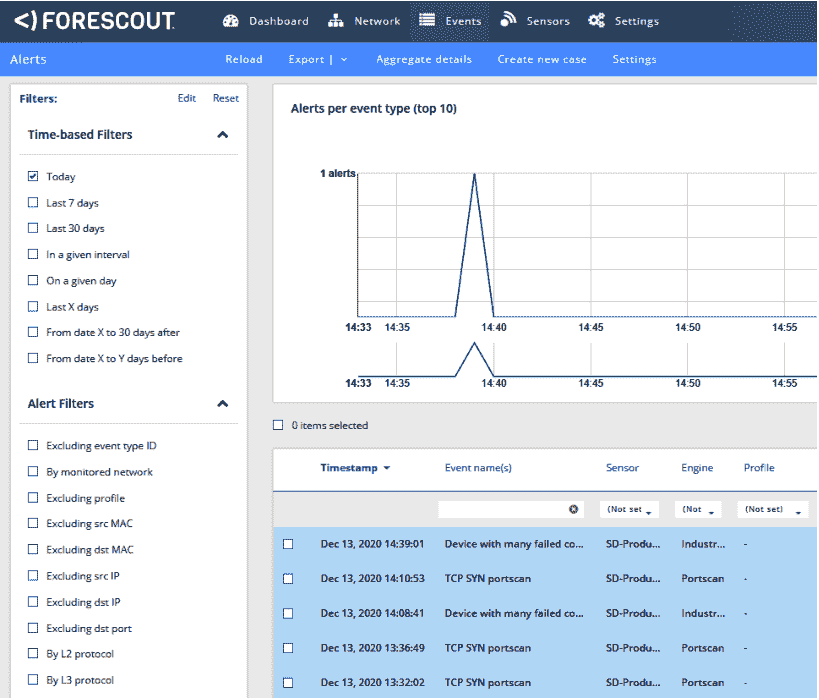 FORESCOUT
Dashboard Network Events Sensors Settings
Alerts Reload Export | Aggregate details Create new case Settings
Filters: Edit Reset
Time-based Filters
Today
Last 7 days
Last 30 days
In a given interval
On a given day
Last X days
From date X to 30 days after
From date X to Y days before
Alert Filters
Excluding event type ID
By monitored network
Excluding profile
Excluding src MAC
Excluding dst MAC
Excluding src IP
Excluding dst IP
Excluding dst port
By L2 protocol
By L3 protocol
Alerts per event type (top 10)
1 alerts
14:33 14:35 14:40 14:45 14:50 14:55
14:33 14:35 14:40 14:45 14:50 14:55
0 items selected
Timestamp Event name(s) Sensor Engine Profile
(Not set (Not (Not set)
Dec 13, 2020 14:39:01 Device with many failed co... SD-Produ... Industr... -
Dec 13, 2020 14:10:53 TCP SYN portscan SD-Produ... Portscan -
Dec 13, 2020 14:08:41 Device with many failed co... SD-Produ... Industr... -
Dec 13, 2020 13:36:49 TCP SYN portscan SD-Produ... Portscan -
Dec 13, 2020 13:32:02 TCP SYN portscan SD-Produ... Portscan -